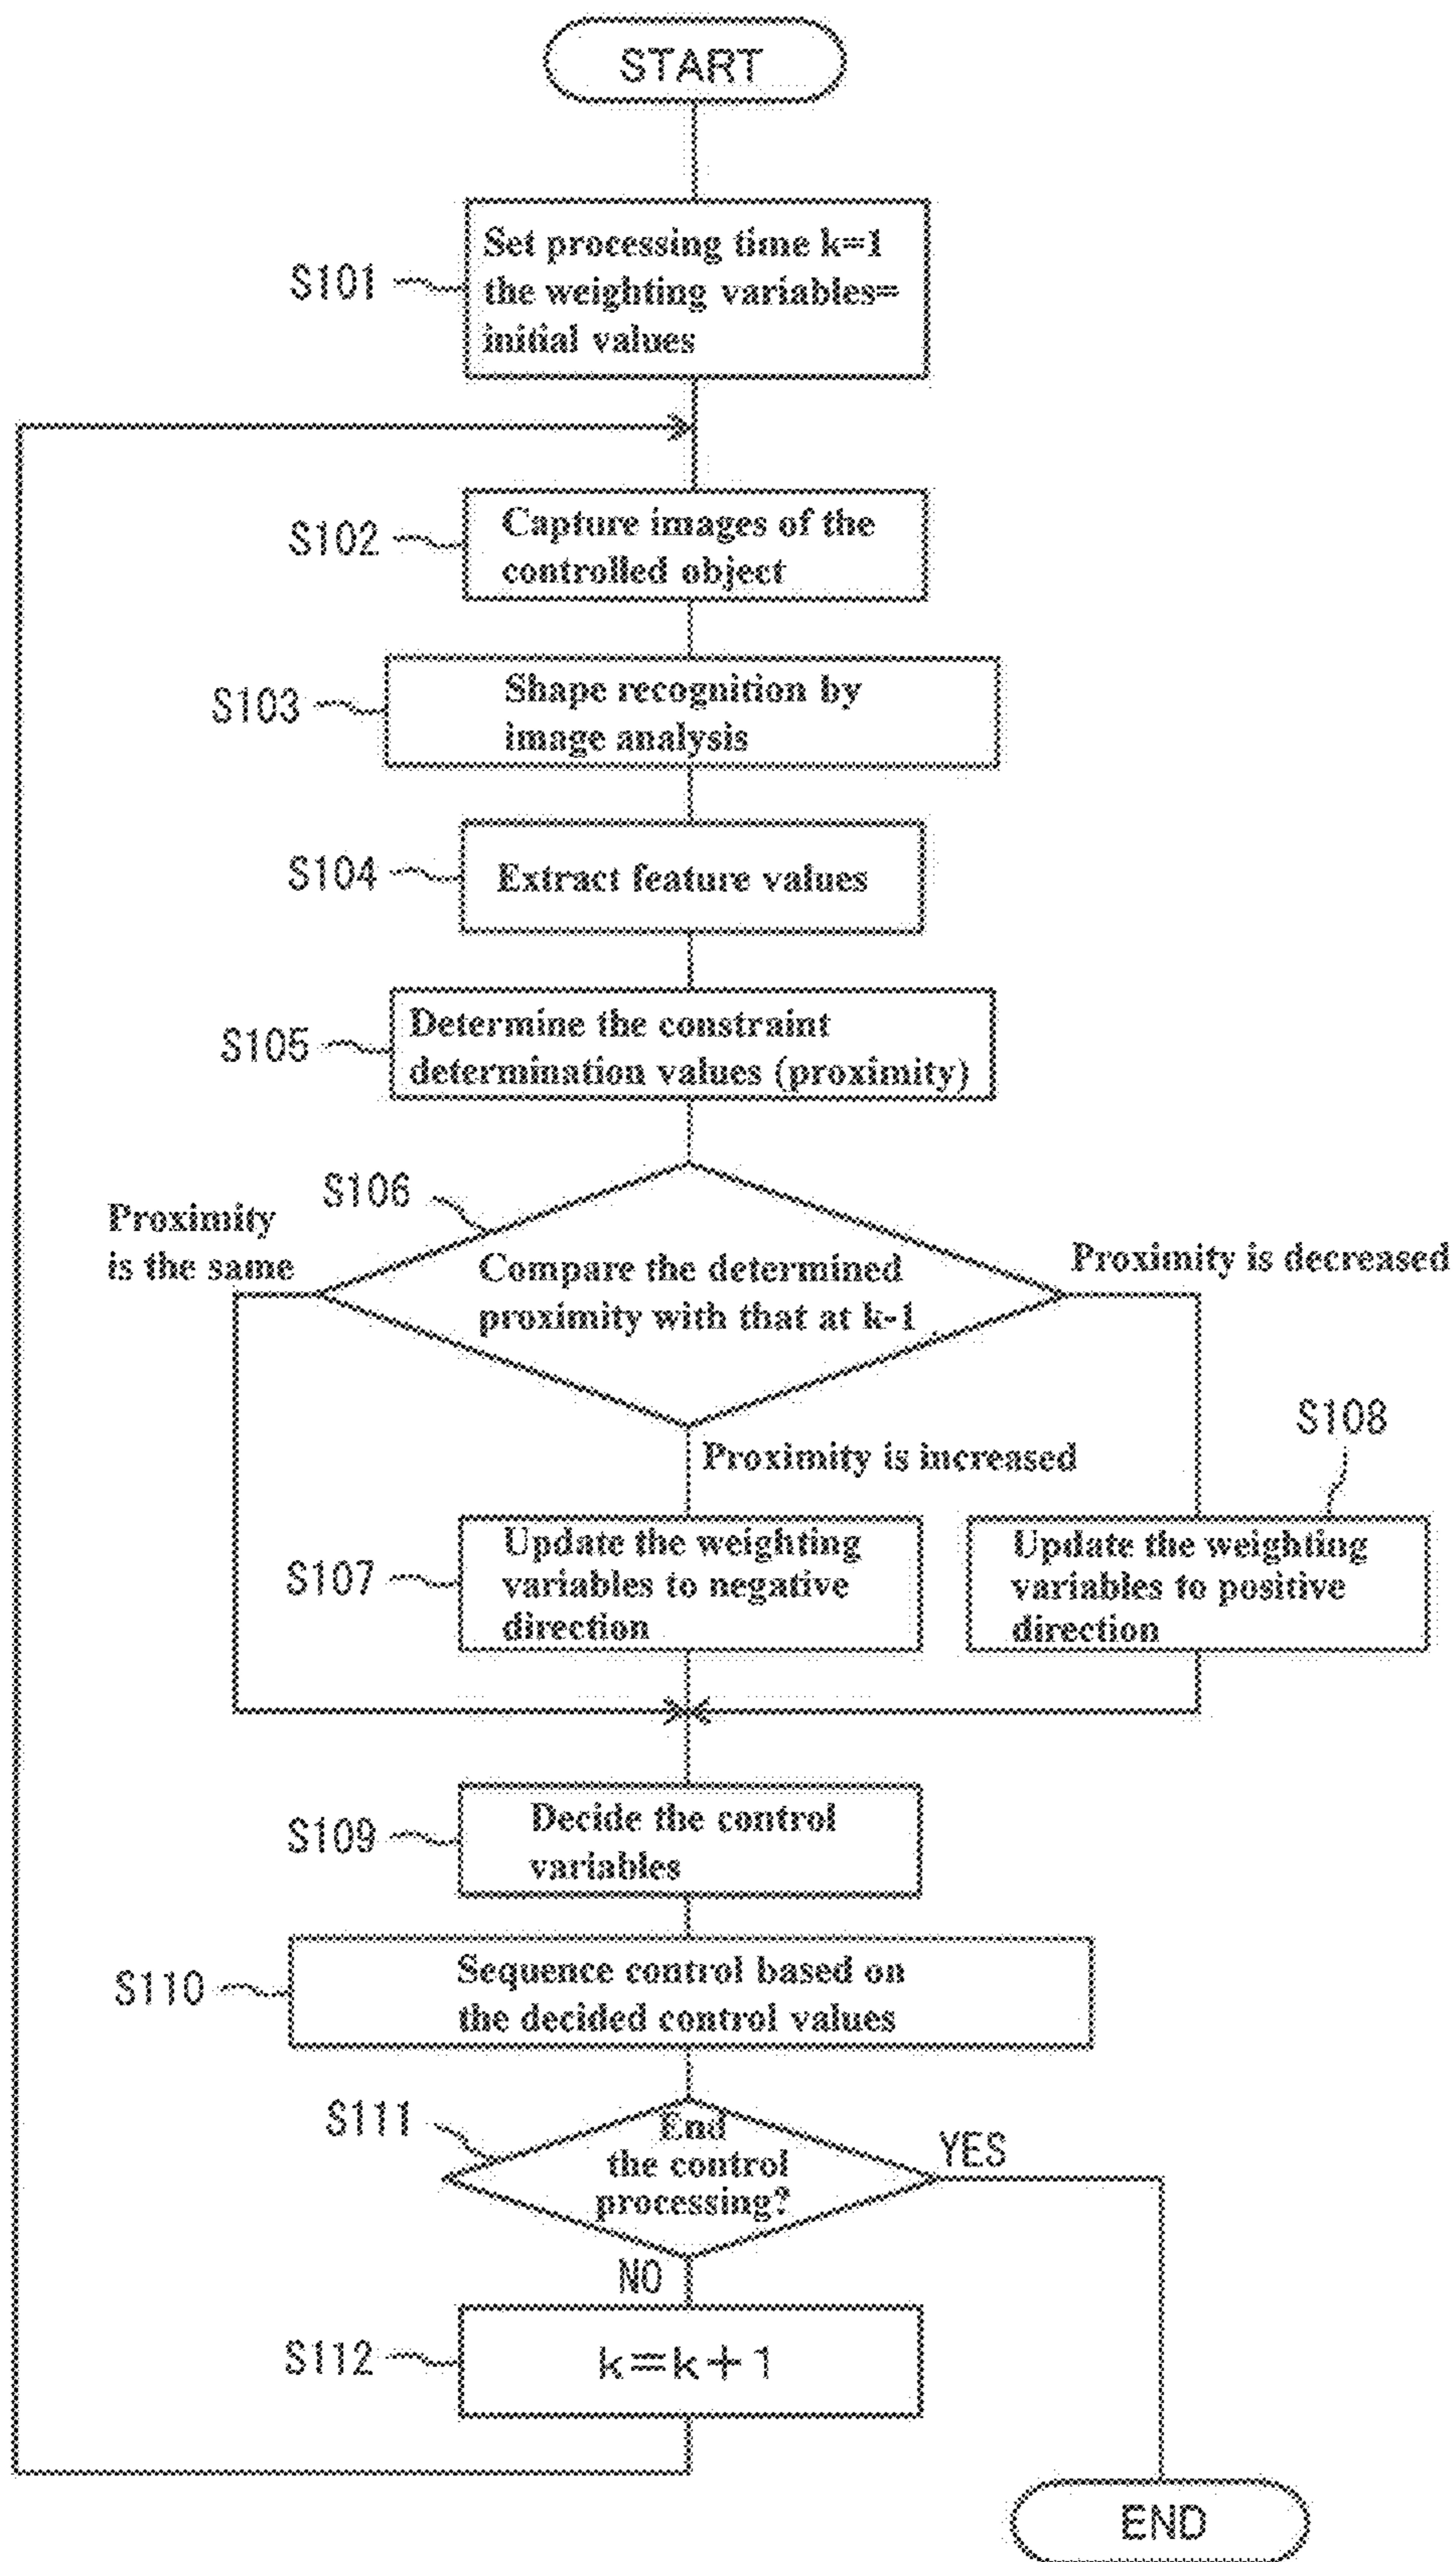 START
S101
Set processing time k=1
the weighting variables=
initial values
S102
Capture images of the
controlled object
S103
Shape recognition by
image analysis
S104
Extract feature values
S105
Determine the constraint
determination values (proximity)
S106
Proximity
is the same
Compare the determined
proximity with that at k-1
Proximity is decreased
Proximity is increased
S107
Update the weighting
variables to negative
direction
S108
Update the weighting
variables to positive
direction
S109
Decide the control
variables
S110
Sequence control based on
the decided control values
S111
End
the control
processing?
YES
NO
S112
k=k+1
END